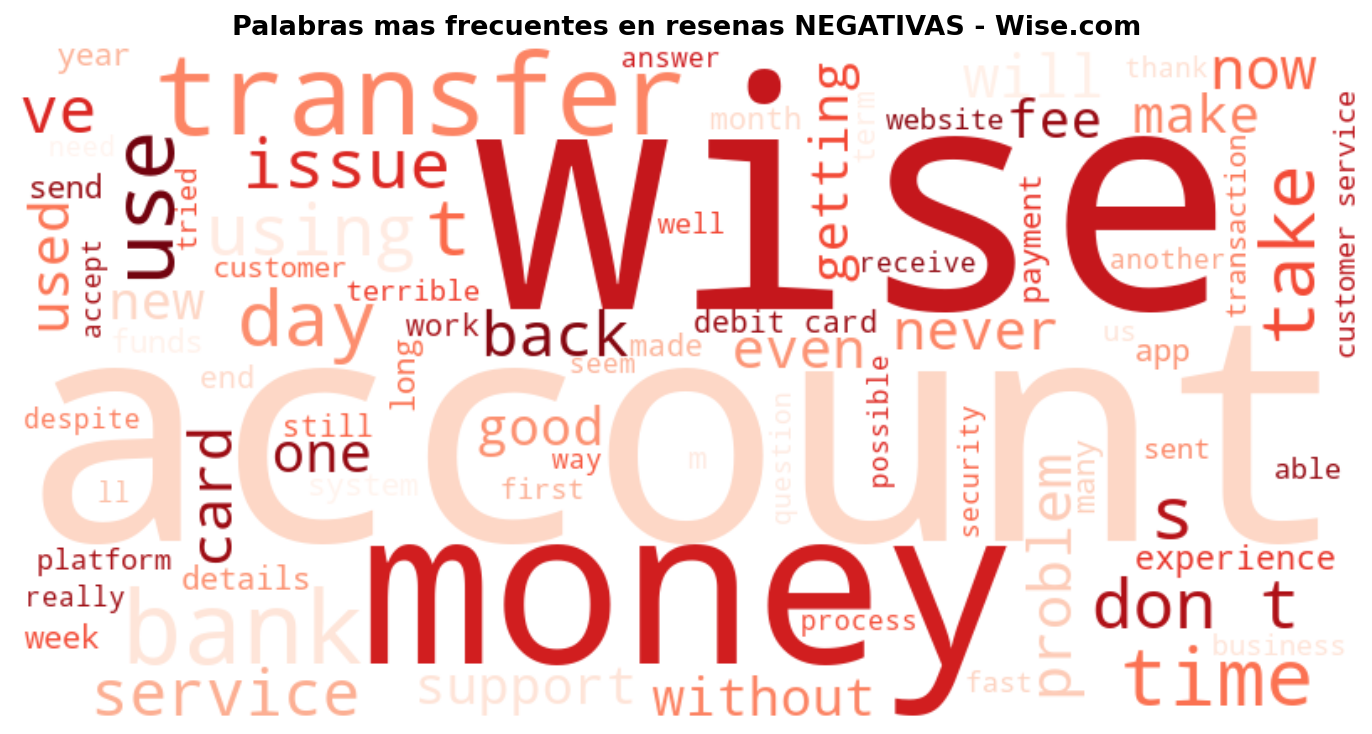 Palabras mas frecuentes en resenas NEGATIVAS - Wise.com
year
transfer
answer
wise
getting
will
thank
now
ve
month
term
website
fee
make
need
use
issue
send
tried
used
using
t
well
payment
take
transaction
customer service
accept
customer
receive
another
new
terrible
day
work
back
debit card
never
funds
long
made
even
us
app
seem
end
account
possible
despite
still
good
question
security
card
one
way
m
many
sent
able
ll
system
first
problem
s
platform
money
experience
details
really
bank
don t
week
process
business
service
support
without
fast
time